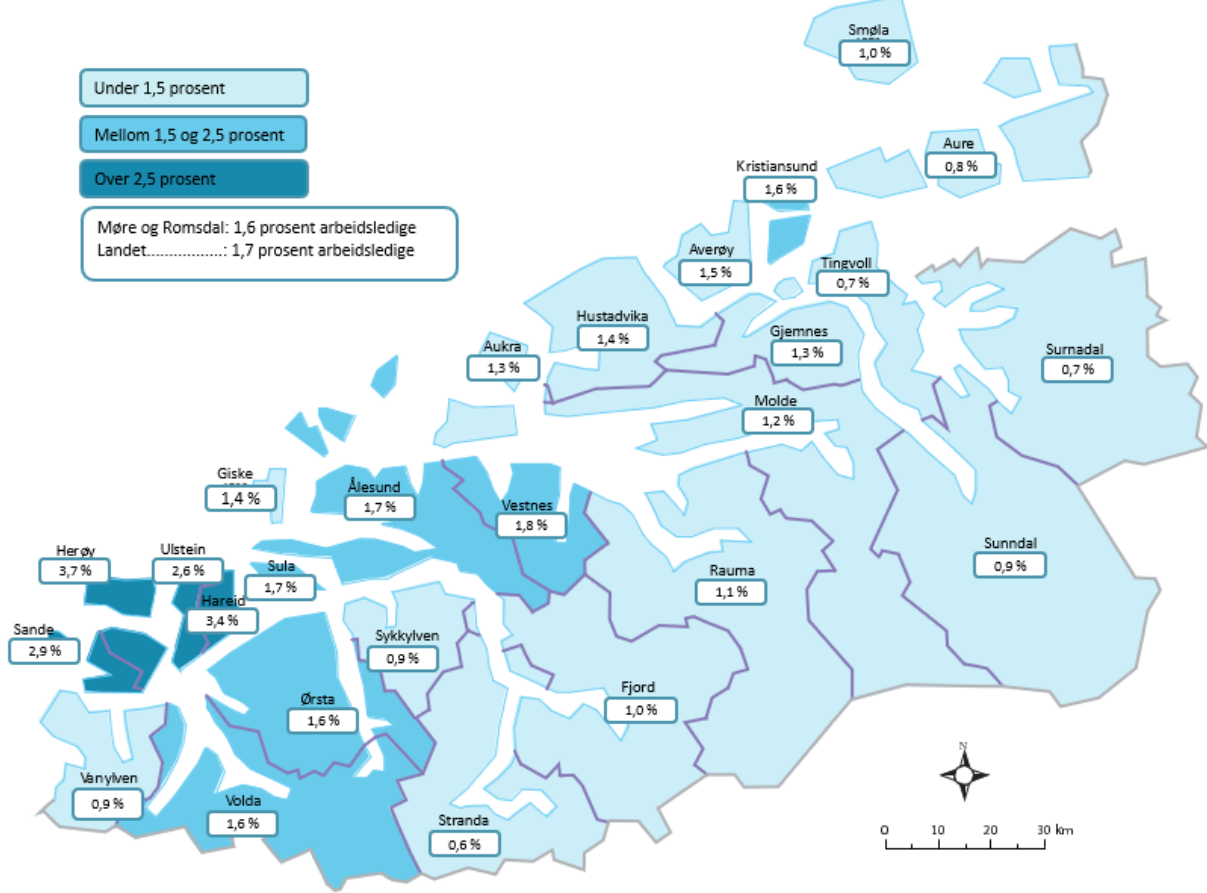 Under 1,5 prosent
Mellom 1,5 og 2,5 prosent
Over 2,5 prosent
Møre og Romsdal: 1,6 prosent arbeidsledige
Landet.................: 1,7 prosent arbeidsledige
Smøla
1,0 %
Aure
0,8 %
Kristiansund
1,6 %
Averøy
1,5 %
Tingvoll
0,7 %
Hustadvika
1,4 %
Gjemnes
1,3 %
Surnadal
0,7 %
Aukra
1,3 %
Molde
1,2 %
Giske
1,4 %
Ålesund
1,7 %
Vestnes
1,8 %
Sunndal
0,9 %
Herøy
3,7 %
Ulstein
2,6 %
Sula
1,7 %
Rauma
1,1 %
Hareid
3,4 %
Sande
2,9 %
Sykkylven
0,9 %
Ørsta
1,6 %
Fjord
1,0 %
Vanylven
0,9 %
Volda
1,6 %
Stranda
0,6 %
N
0 10 20 30 km